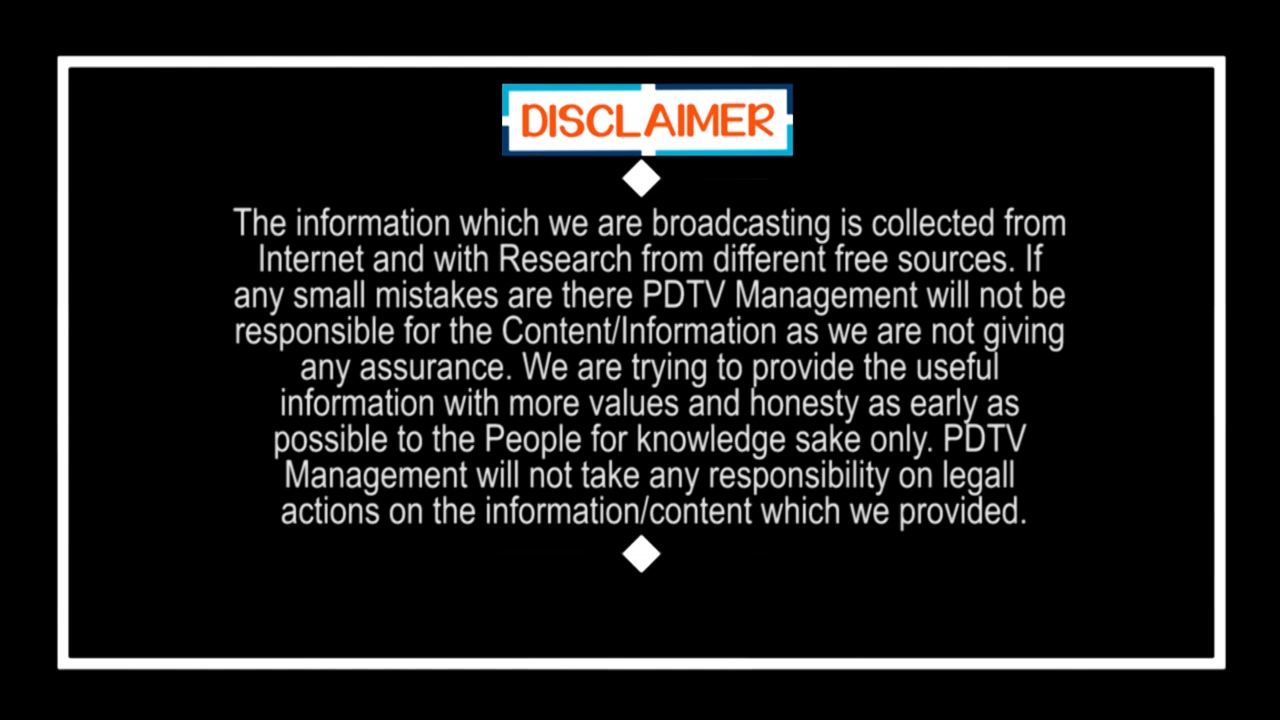 DISCLAIMER
The information which we are broadcasting is collected from
Internet and with Research from different free sources. If
any small mistakes are there PDTV Management will not be
responsible for the Content/Information as we are not giving
any assurance. We are trying to provide the useful
information with more values and honesty as early as
possible to the People for knowledge sake only. PDTV
Management will not take any responsibility on legall
actions on the information/content which we provided.